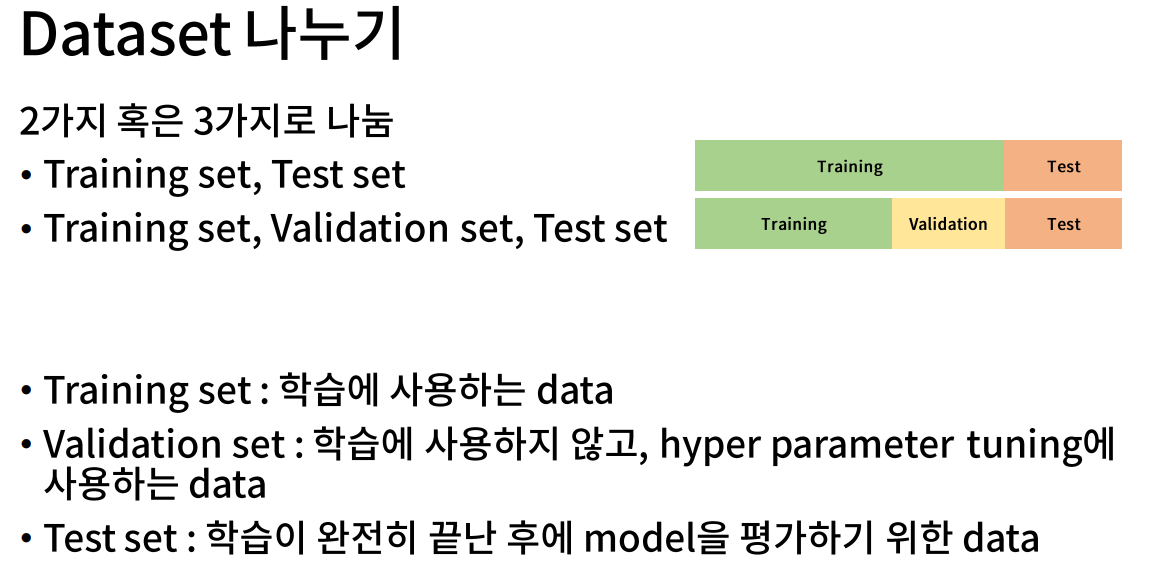 Dataset 나누기
2가지 혹은 3가지로 나눔
• Training set, Test set
• Training set, Validation set, Test set
Training Test
Training Validation Test
• Training set : 학습에 사용하는 data
• Validation set : 학습에 사용하지 않고, hyper parameter tuning에
사용하는 data
• Test set : 학습이 완전히 끝난 후에 model을 평가하기 위한 data